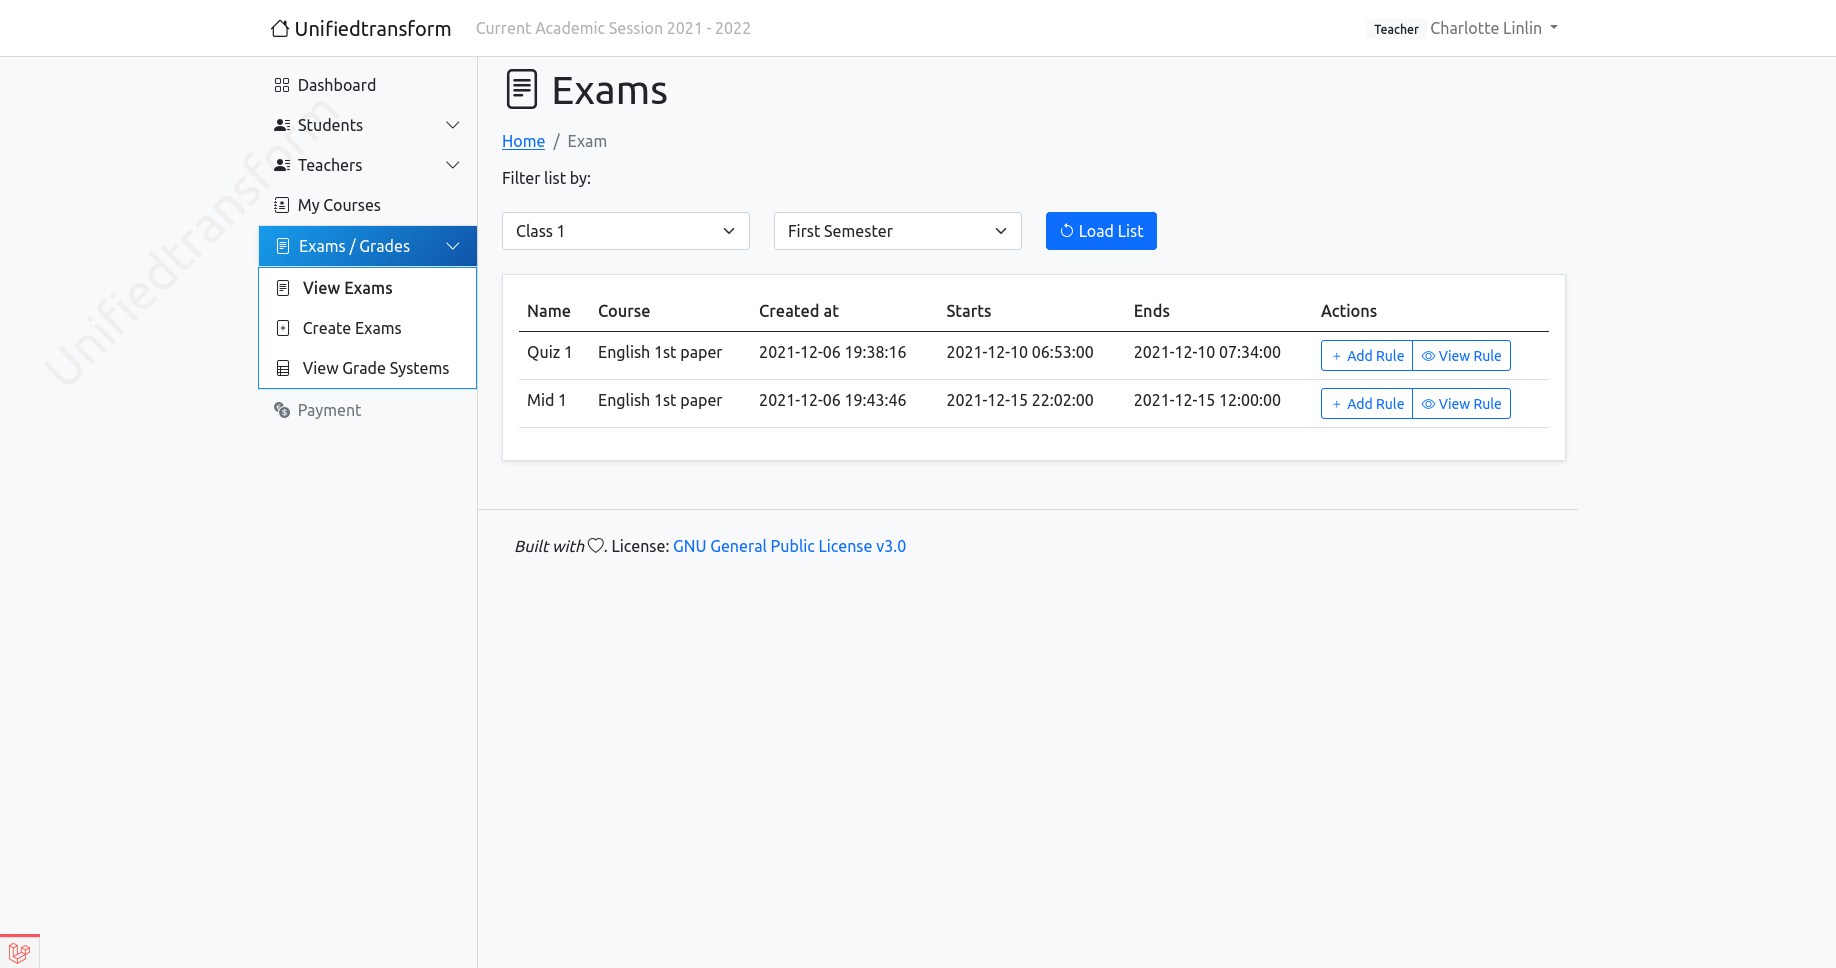 Unifiedtransform Current Academic Session 2021 - 2022 Teacher Charlotte Linlin
Dashboard
Students
Teachers
My Courses
Exams / Grades
View Exams
Create Exams
View Grade Systems
Payment
Unifiedtransform
Exams
Home / Exam
Filter list by:
Class 1 First Semester Load List
Name Course Created at Starts Ends Actions
Quiz 1 English 1st paper 2021-12-06 19:38:16 2021-12-10 06:53:00 2021-12-10 07:34:00 + Add Rule View Rule
Mid 1 English 1st paper 2021-12-06 19:43:46 2021-12-15 22:02:00 2021-12-15 12:00:00 + Add Rule View Rule
Built with ♡. License: GNU General Public License v3.0